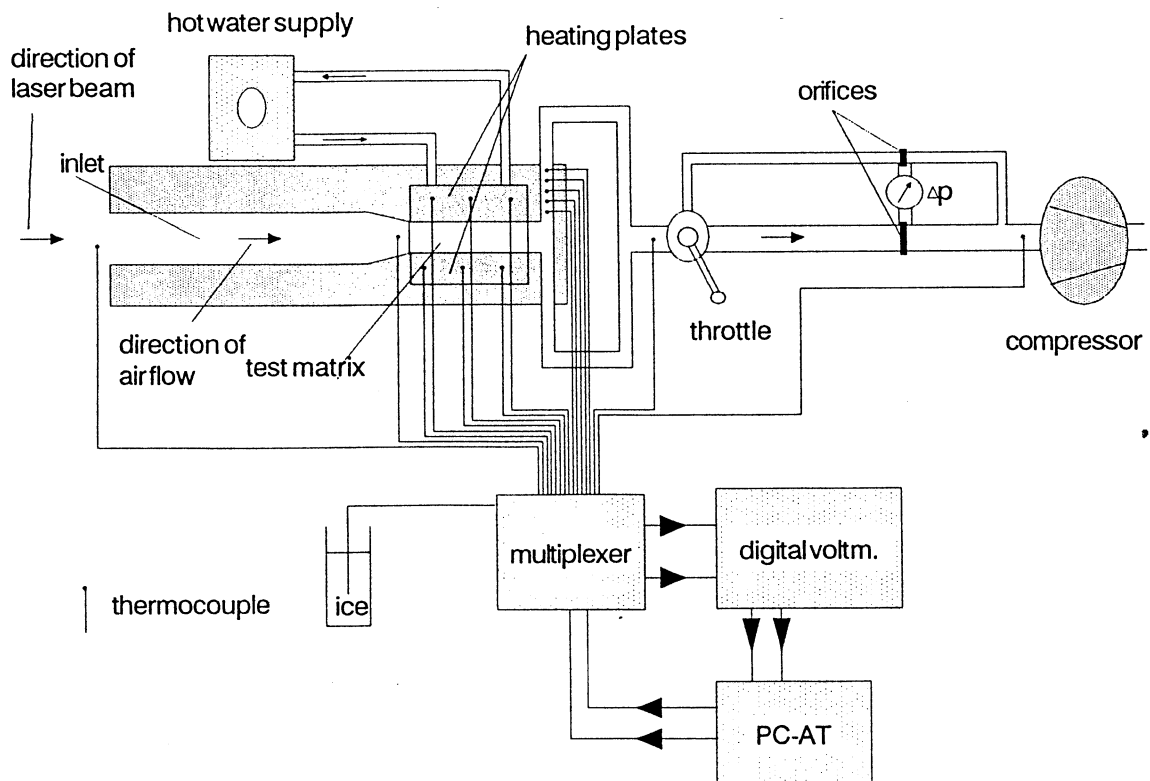 hot water supply
direction of
laser beam
heating plates
orifices
inlet
Δp
direction of
air flow
test matrix
throttle
compressor
multiplexer
digital voltm.
thermocouple
ice
PC-AT